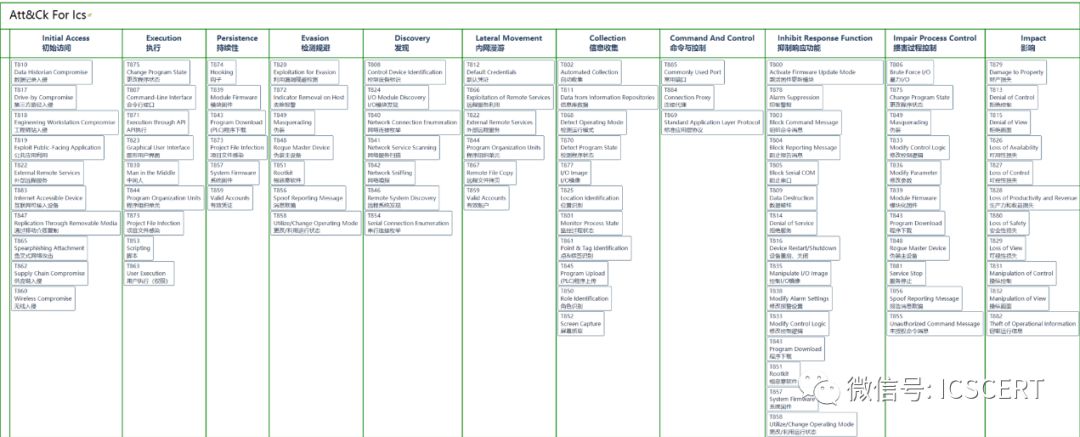 Att&Ck For Ics
Initial Access
初始访问
T810
Data Historian Compromise
数据记录入侵
T817
Drive-by Compromise
第三方驱动入侵
T818
Engineering Workstation Compromise
工程师站入侵
T819
Exploit Public-Facing Application
公共应用利用
T822
External Remote Services
外部远程服务
T883
Internet Accessible Device
互联网可接入设备
T847
Replication Through Removable Media
通过移动介质复制
T865
Spearphishing Attachment
鱼叉式网络攻击
T862
Supply Chain Compromise
供应链入侵
T860
Wireless Compromise
无线入侵
Execution
执行
T875
Change Program State
更改程序状态
T807
Command-Line Interface
命令行接口
T871
Execution through API
API执行
T823
Graphical User Interface
图形用户界面
T830
Man in the Middle
中间人
T844
Program Organization Units
程序组织单元
T873
Project File Infection
项目文件感染
T853
Scripting
脚本
T863
User Execution
用户执行（权限）
Persistence
持续性
T874
Hooking
钩子
T839
Module Firmware
模块固件
T843
Program Download
(PLC)程序下载
T873
Project File Infection
项目文件感染
T857
System Firmware
系统固件
T859
Valid Accounts
有效凭证
Evasion
检测规避
T820
Exploitation for Evasion
利用漏洞规避检测
T872
Indicator Removal on Host
去除报警
T849
Masquerading
伪装
T848
Rogue Master Device
伪装主设备
T851
Rootkit
T856
Spoof Reporting Message
消息欺骗
T858
Utilize/Change Operating Mode
更改/利用运行状态
Discovery
发现
T808
Control Device Identification
控制设备标识
T824
I/O Module Discovery
I/O模块发现
T840
Network Connection Enumeration
网络连接枚举
T841
Network Service Scanning
网络服务扫描
T842
Network Sniffing
网络嗅探
T846
Remote System Discovery
远程系统发现
T854
Serial Connection Enumeration
串行连接枚举
Lateral Movement
内网漫游
T812
Default Credentials
默认凭证
T866
Exploitation of Remote Services
远程服务利用
T822
External Remote Services
外部远程服务
T844
Program Organization Units
程序组织单元
T867
Remote File Copy
远程文件拷贝
T859
Valid Accounts
有效账户
Collection
信息收集
T802
Automated Collection
自动收集
T811
Data from Information Repositories
信息库数据
T868
Detect Operating Mode
检测运行模式
T870
Detect Program State
检测程序状态
T877
I/O Image
I/O镜像
T825
Location Identification
位置识别
T801
Monitor Process State
监控过程状态
T861
Point & Tag Identification
点&标签识别
T845
Program Upload
(PLC)程序上传
T850
Role Identification
角色识别
T852
Screen Capture
屏幕抓取
Command And Control
命令与控制
T885
Commonly Used Port
常用端口
T884
Connection Proxy
连接代理
T869
Standard Application Layer Protocol
标准应用层协议
Inhibit Response Function
抑制响应功能
T800
Activate Firmware Update Mode
激活固件更新模块
T878
Alarm Suppression
抑制警报
T803
Block Command Message
阻断命令消息
T804
Block Reporting Message
阻止报告消息
T805
Block Serial COM
阻止串口
T809
Data Destruction
数据破坏
T814
Denial of Service
拒绝服务
T816
Device Restart/Shutdown
设备重启、关闭
T835
Manipulate I/O Image
控制I/O镜像
T838
Modify Alarm Settings
修改报警设置
T833
Modify Control Logic
修改控制逻辑
T843
Program Download
程序下载
T851
Rootkit
T857
System Firmware
系统固件
T858
Utilize/Change Operating Mode
更改/利用运行状态
Impair Process Control
损害过程控制
T806
Brute Force I/O
暴力I/O
T875
Change Program State
更改程序状态
T849
Masquerading
伪装
T833
Modify Control Logic
修改控制逻辑
T836
Modify Parameter
修改参数
T839
Module Firmware
模块化固件
T843
Program Download
程序下载
T848
Rogue Master Device
伪装主设备
T881
Service Stop
服务停止
T856
Spoof Reporting Message
报告消息欺骗
T855
Unauthorized Command Message
未授权命令消息
Impact
影响
T879
Damage to Property
财产损失
T813
Denial of Control
拒绝控制
T815
Denial of View
拒绝画面
T826
Loss of Availability
可用性损失
T827
Loss of Control
可控性损失
T828
Loss of Productivity and Revenue
生产力和收益损失
T880
Loss of Safety
安全性损失
T829
Loss of View
可视性损失
T831
Manipulation of Control
操纵控制
T832
Manipulation of View
操纵画面
T882
Theft of Operational Information
窃取运行信息
微信号: ICSCERT